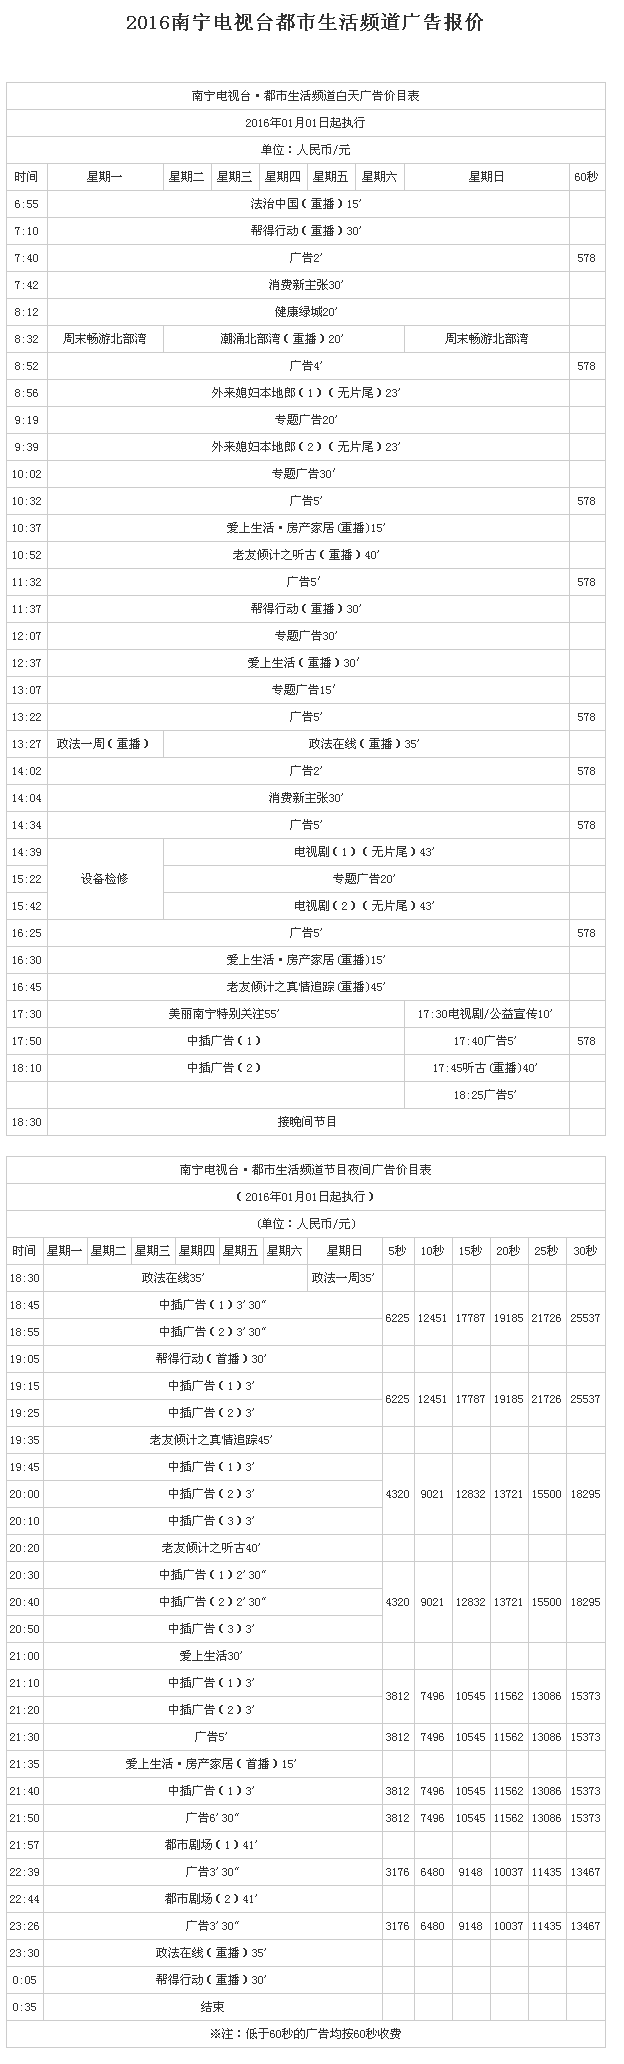 2016南宁电视台都市生活频道广告报价
南宁电视台·都市生活频道白天广告价目表
2016年01月01日起执行
单位：人民币/元
时间 星期一 星期二 星期三 星期四 星期五 星期六 星期日 60秒
6:55 法治中国（重播）15′
7:10 帮得行动（重播）30′
7:40 广告2′ 578
7:42 消费新主张30′
8:12 健康绿城20′
8:32 周末畅游北部湾 潮涌北部湾（重播）20′ 周末畅游北部湾
8:52 广告4′ 578
8:56 外来媳妇本地郎（1）（无片尾）23′
9:19 专题广告20′
9:39 外来媳妇本地郎（2）（无片尾）23′
10:02 专题广告30′
10:32 广告5′ 578
10:37 爱上生活·房产家居(重播)15′
10:52 老友倾计之听古（重播）40′
11:32 广告5′ 578
11:37 帮得行动（重播）30′
12:07 专题广告30′
12:37 爱上生活（重播）30′
13:07 专题广告15′
13:22 广告5′ 578
13:27 政法一周（重播） 政法在线（重播）35′
14:02 广告2′ 578
14:04 消费新主张30′
14:34 广告5′ 578
14:39 电视剧（1）（无片尾）43′
15:22 设备检修 专题广告20′
15:42 电视剧（2）（无片尾）43′
16:25 广告5′ 578
16:30 爱上生活·房产家居(重播)15′
16:45 老友倾计之真情追踪(重播)45′
17:30 美丽南宁特别关注55′ 17:30电视剧/公益宣传10′
17:50 中插广告（1） 17:40广告5′ 578
18:10 中插广告（2） 17:45听古(重播)40′
18:25广告5′
18:30 接晚间节目
南宁电视台·都市生活频道节目夜间广告价目表
（2016年01月01日起执行）
(单位：人民币/元)
时间 星期一 星期二 星期三 星期四 星期五 星期六 星期日 5秒 10秒 15秒 20秒 25秒 30秒
18:30 政法在线35′ 政法一周35′
18:45 中插广告（1）3′30″
6225 12451 17787 19185 21726 25537
18:55 中插广告（2）3′30″
19:05 帮得行动（首播）30′
19:15 中插广告（1）3′
6225 12451 17787 19185 21726 25537
19:25 中插广告（2）3′
19:35 老友倾计之真情追踪45′
19:45 中插广告（1）3′
20:00 中插广告（2）3′ 4320 9021 12832 13721 15500 18295
20:10 中插广告（3）3′
20:20 老友倾计之听古40′
20:30 中插广告（1）2′30″
20:40 中插广告（2）2′30″ 4320 9021 12832 13721 15500 18295
20:50 中插广告（3）3′
21:00 爱上生活30′
21:10 中插广告（1）3′
3812 7496 10545 11562 13086 15373
21:20 中插广告（2）3′
21:30 广告5′ 3812 7496 10545 11562 13086 15373
21:35 爱上生活·房产家居（首播）15′
21:40 中插广告（1）3′ 3812 7496 10545 11562 13086 15373
21:50 广告6′30″ 3812 7496 10545 11562 13086 15373
21:57 都市剧场（1）41′
22:39 广告3′30″ 3176 6480 9148 10037 11435 13467
22:44 都市剧场（2）41′
23:26 广告3′30″ 3176 6480 9148 10037 11435 13467
23:30 政法在线（重播）35′
0:05 帮得行动（重播）30′
0:35 结束
※注：低于60秒的广告均按60秒收费